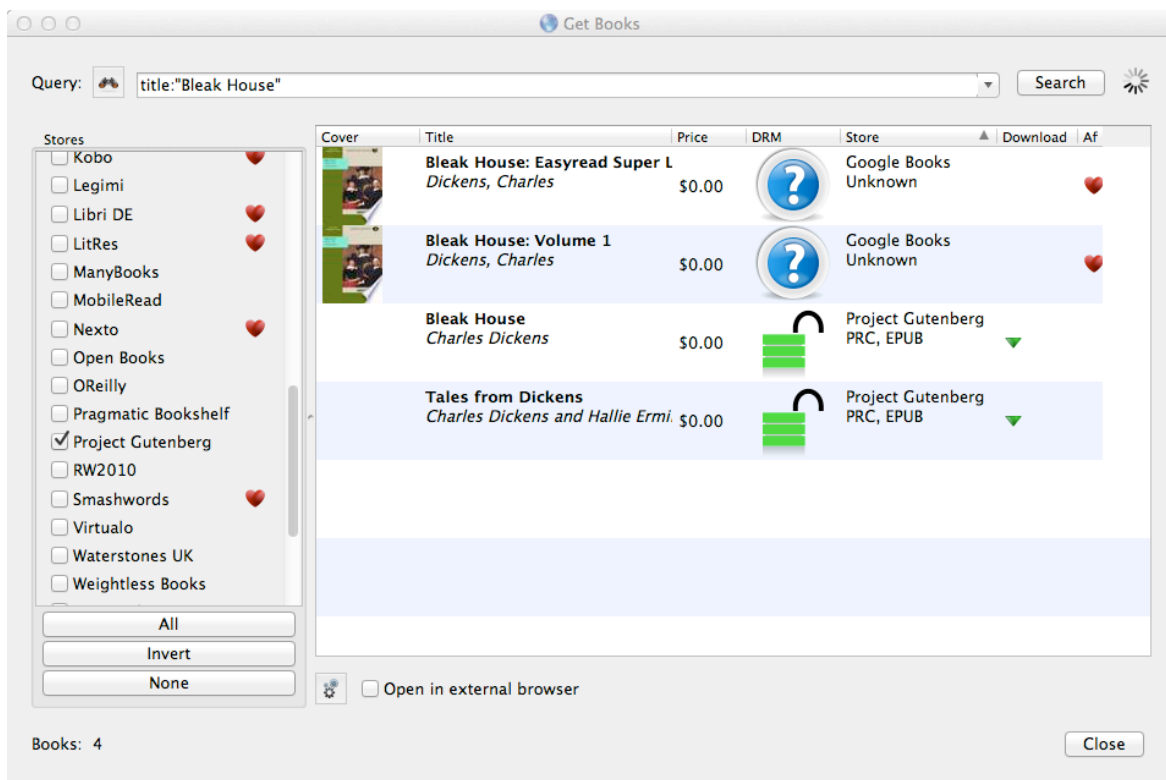 Get Books
Query: title:"Bleak House" Search
Stores
Kobo
Legimi
Libri DE
LitRes
ManyBooks
MobileRead
Nexto
Open Books
OReilly
Pragmatic Bookshelf
Project Gutenberg
RW2010
Smashwords
Virtualo
Waterstones UK
Weightless Books
All
Invert
None
Cover Title Price DRM Store Download Af
Bleak House: Easyread Super L
Dickens, Charles
$0.00
?
Google Books
Unknown
Bleak House: Volume 1
Dickens, Charles
$0.00
?
Google Books
Unknown
Bleak House
Charles Dickens
$0.00
Project Gutenberg
PRC, EPUB
Tales from Dickens
Charles Dickens and Hallie Ermi.
$0.00
Project Gutenberg
PRC, EPUB
Open in external browser
Books: 4
Close